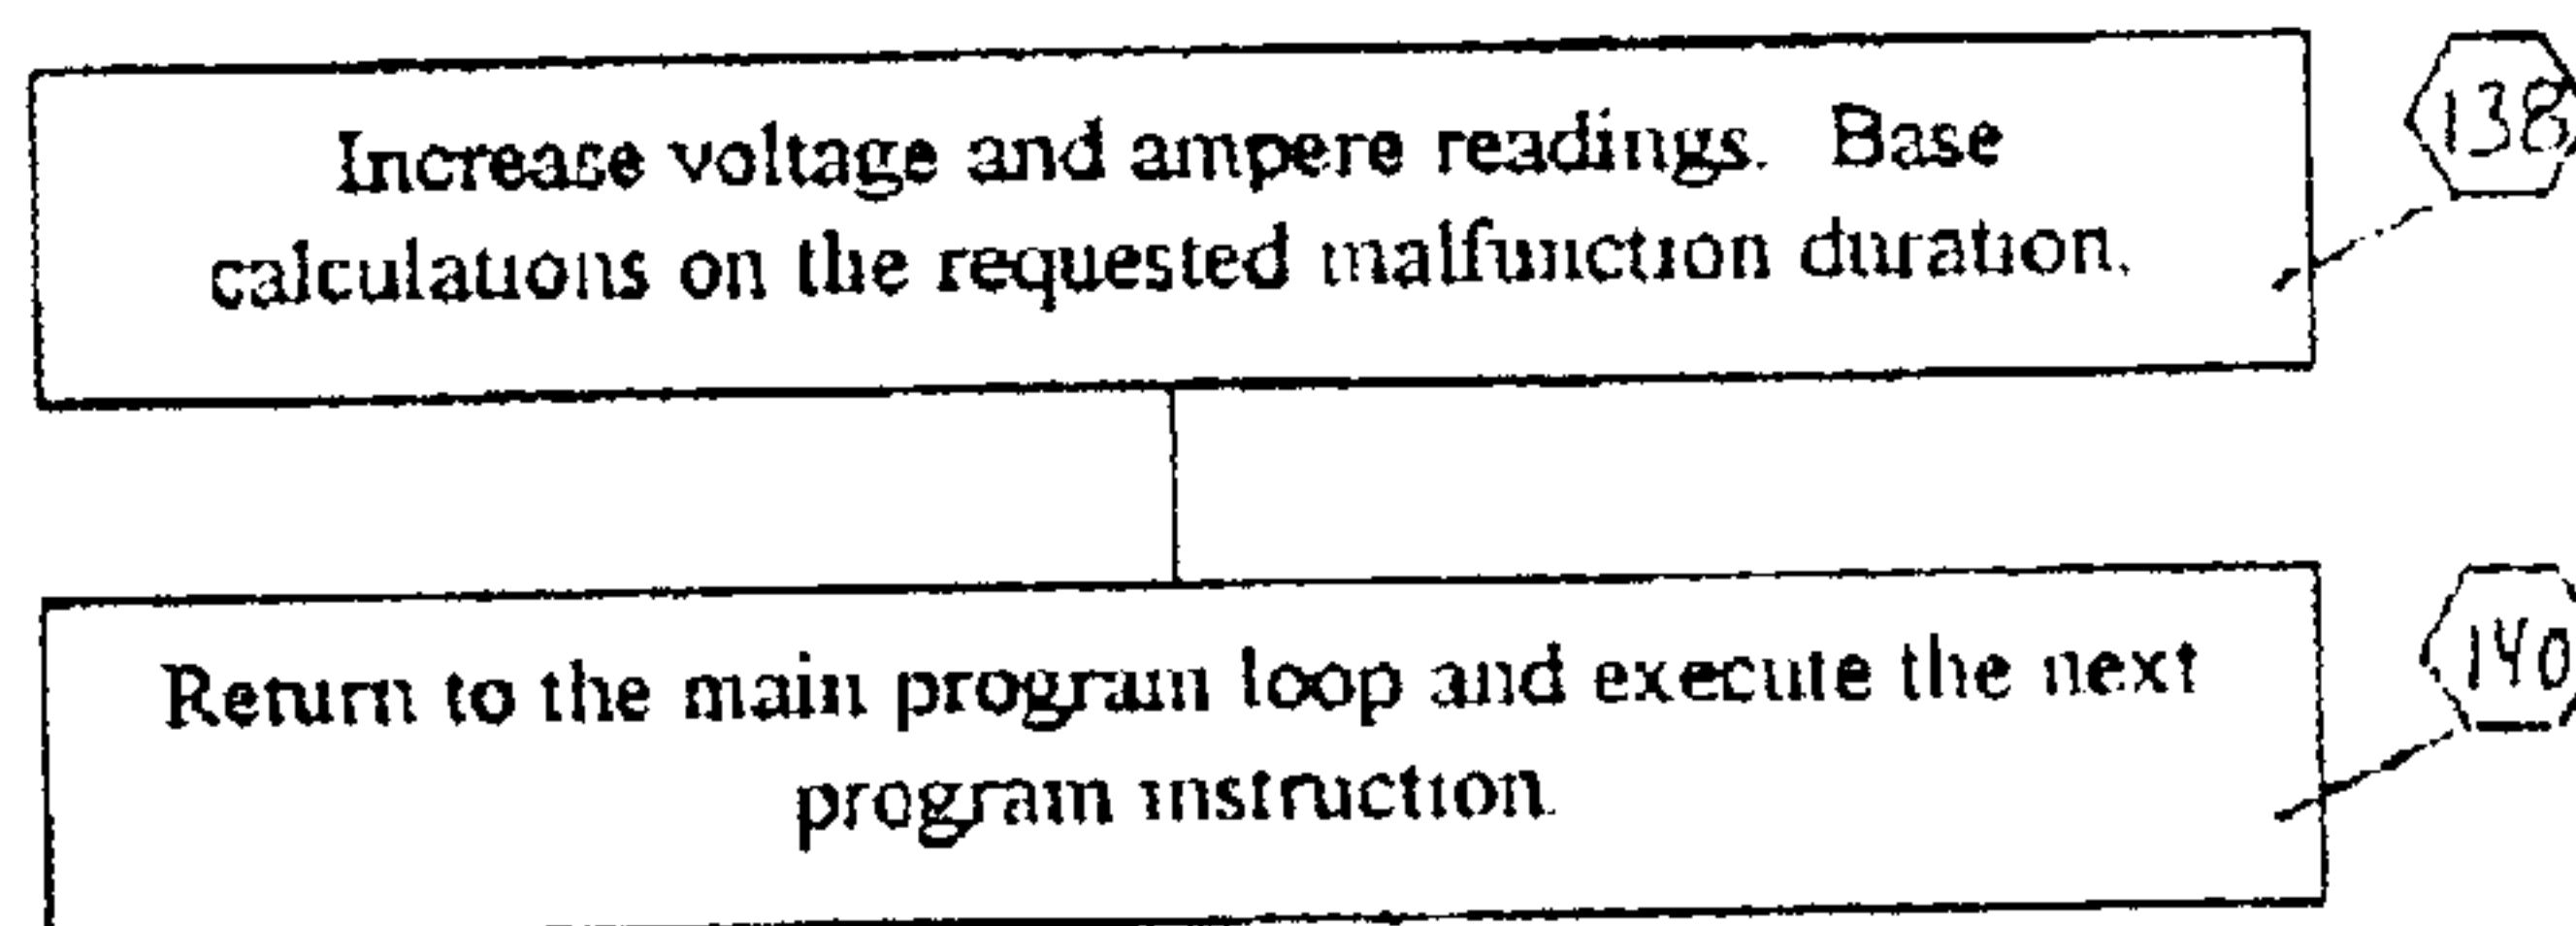 Increase voltage and ampere readings. Base
calculations on the requested malfunction duration.
138
Return to the main program loop and execute the next
program instruction.
140